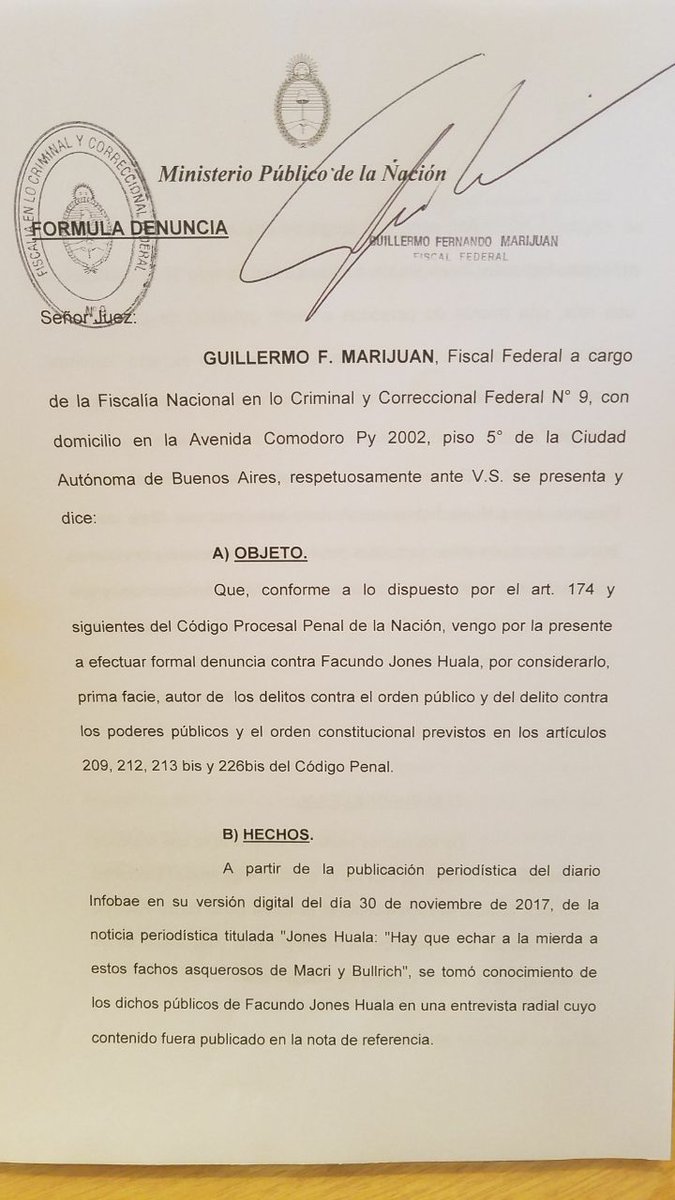 Ministerio Público de la Nación
FISCALIA EN LO CRIMINAL Y CORRECCIONAL FEDERAL
FORMULA DENUNCIA
GUILLERMO FERNANDO MARIJUAN
FISCAL FEDERAL
Señor Juez:
GUILLERMO F. MARIJUAN, Fiscal Federal a cargo
de la Fiscalía Nacional en lo Criminal y Correccional Federal N° 9, con
domicilio en la Avenida Comodoro Py 2002, piso 5° de la Ciudad
Autónoma de Buenos Aires, respetuosamente ante V.S. se presenta y
dice:
A) OBJETO.
Que, conforme a lo dispuesto por el art. 174 y
siguientes del Código Procesal Penal de la Nación, vengo por la presente
a efectuar formal denuncia contra Facundo Jones Huala, por considerarlo,
prima facie, autor de los delitos contra el orden público y del delito contra
los poderes públicos y el orden constitucional previstos en los artículos
209, 212, 213 bis y 226bis del Código Penal.
B) HECHOS.
A partir de la publicación periodística del diario
Infobae en su versión digital del día 30 de noviembre de 2017, de la
noticia periodística titulada "Jones Huala: "Hay que echar a la mierda a
estos fachos asquerosos de Macri y Bullrich", se tomó conocimiento de
los dichos públicos de Facundo Jones Huala en una entrevista radial cuyo
contenido fuera publicado en la nota de referencia.